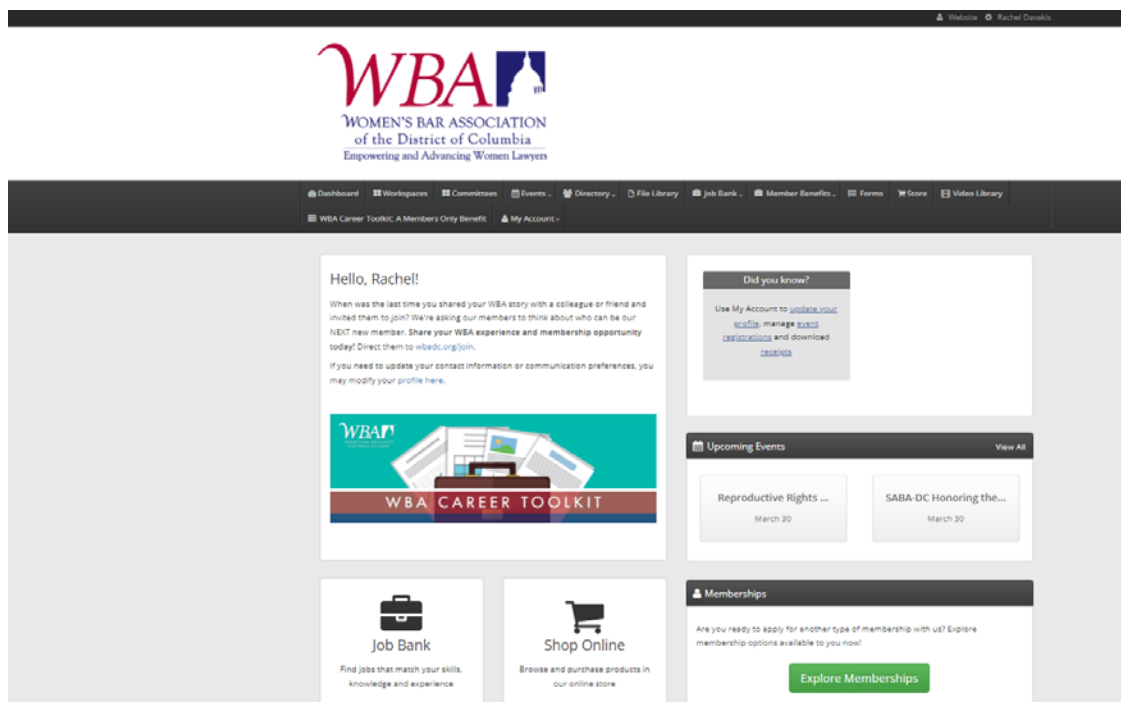 Website Rachel Davakis
WBA
WOMEN'S BAR ASSOCIATION
of the District of Columbia
Empowering and Advancing Women Lawyers
Dashboard Workspaces Committees Events Directory File Library Job Bank Member Benefits Forms Store Video Library
WBA Career Toolkit: A Members Only Benefit My Account
Hello, Rachel!
When was the last time you shared your WBA story with a colleague or friend and
invited them to join? We're asking our members to think about who can be our
NEXT new member. Share your WBA experience and membership opportunity
today! Direct them to wbadc.org/join.
If you need to update your contact information or communication preferences, you
may modify your profile here.
WBA
WBA CAREER TOOLKIT
Job Bank
Find jobs that match your skills,
knowledge and experience
Shop Online
Browse and purchase products in
our online store
Did you know?
Use My Account to update your
profile, manage event
registrations and download
receipts
Upcoming Events View All
Reproductive Rights ...
March 30
SABA-DC Honoring the...
March 30
Memberships
Are you ready to apply for another type of membership with us? Explore
membership options available to you now!
Explore Memberships